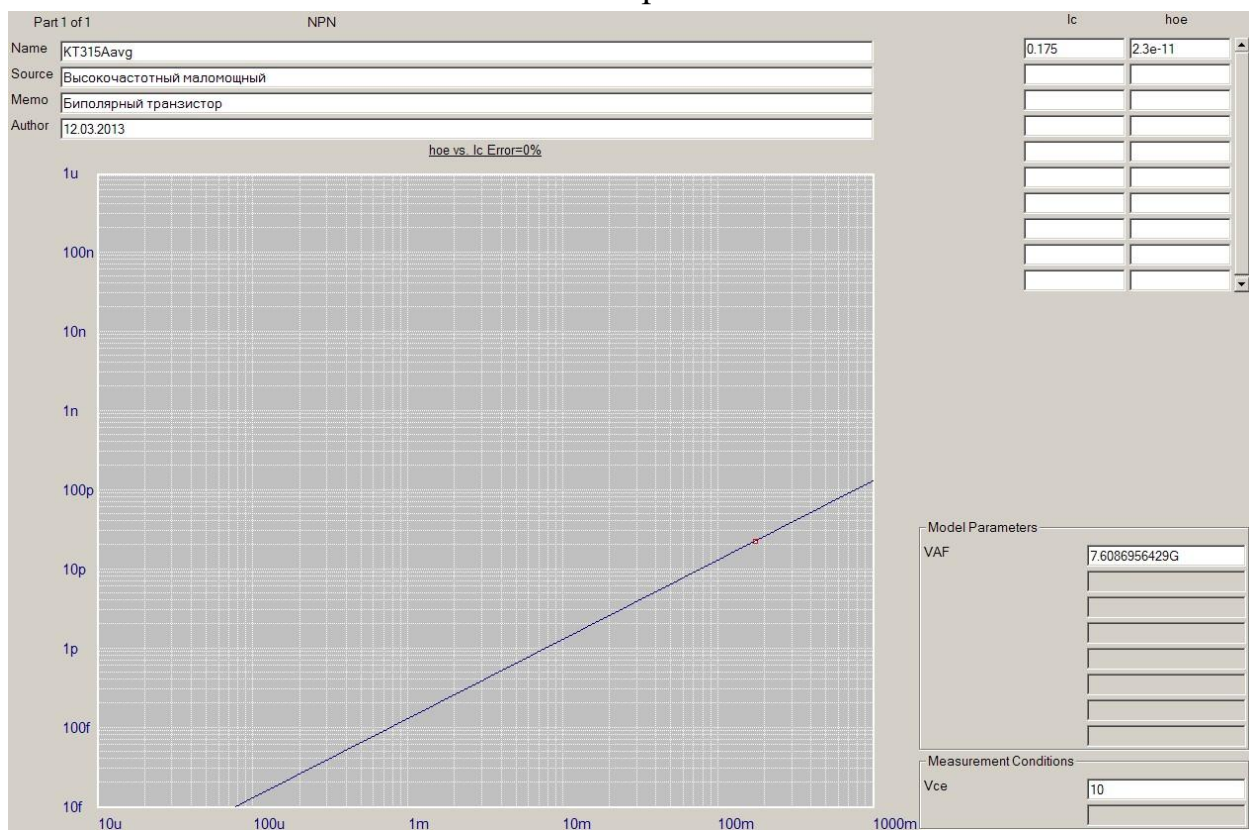 Part 1 of 1 NPN Ic hoe
Name KT315Aavg 0.175 2.3e-11
Source Высокочастотный маломощный
Memo Биполярный транзистор
Author 12.03.2013
hoe vs. Ic Error=0%
1u
100n
10n
1n
100p
10p
1p
100f
10f
10u 100u 1m 10m 100m 1000m
Model Parameters
VAF 7.6086956429G
Measurement Conditions
Vce 10